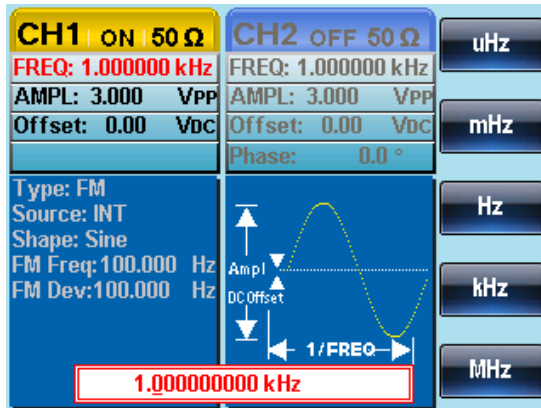 CH1 ON 50 Ω
FREQ: 1.000000 kHz
AMPL: 3.000 VPP
Offset: 0.00 VDC
CH2 OFF 50 Ω
FREQ: 1.000000 kHz
AMPL: 3.000 VPP
Offset: 0.00 VDC
Phase: 0.0 °
Type: FM
Source: INT
Shape: Sine
FM Freq:100.000 Hz
FM Dev:100.000 Hz
Ampl
DC Offset
1/FREQ
1.000000000 kHz
uHz
mHz
Hz
kHz
MHz